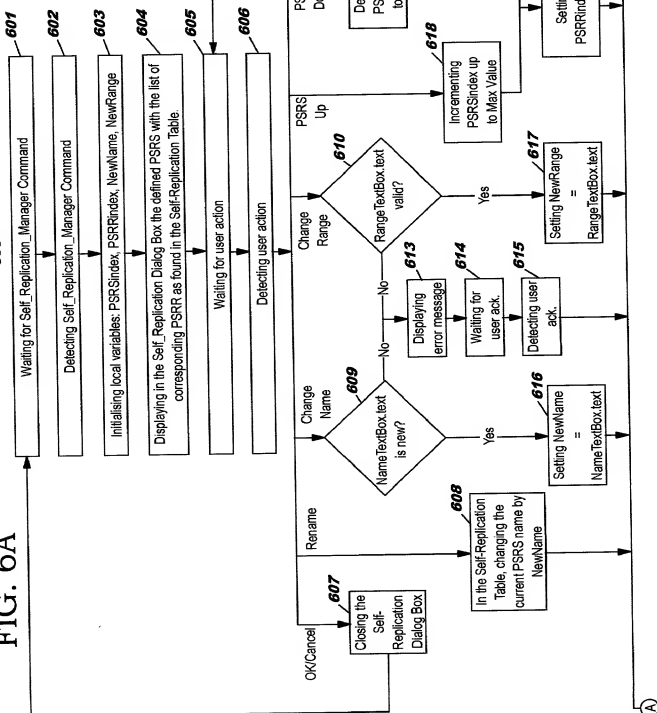 FIG. 6A
601
Waiting for Self_Replication_Manager Command
602
Detecting Self_Replication_Manager Command
603
Initialising local variables: PSRSindex, PSRRindex, NewName, NewRange
604
Displaying in the Self_Replication Dialog Box the defined PSRS with the list of
corresponding PSRR as found in the Self-Replication Table.
605
Waiting for user action
606
Detecting user action
OK/Cancel
607
Closing the
Self-
Replication
Dialog Box
Rename
608
In the Self-Replication
Table, changing the
current PSRS name by
NewName
Change
Name
609
NameTextBox.text
is new?
No
Yes
616
Setting NewName
=
NameTextBox.text
613
Displaying
error message
614
Waiting for
user ack.
615
Detecting user
ack.
Change
Range
610
RangeTextBox.text
valid?
No
Yes
617
Setting NewRange
=
RangeTextBox.text
PSRS
Up
618
Incrementing
PSRSindex up
to Max Value
A